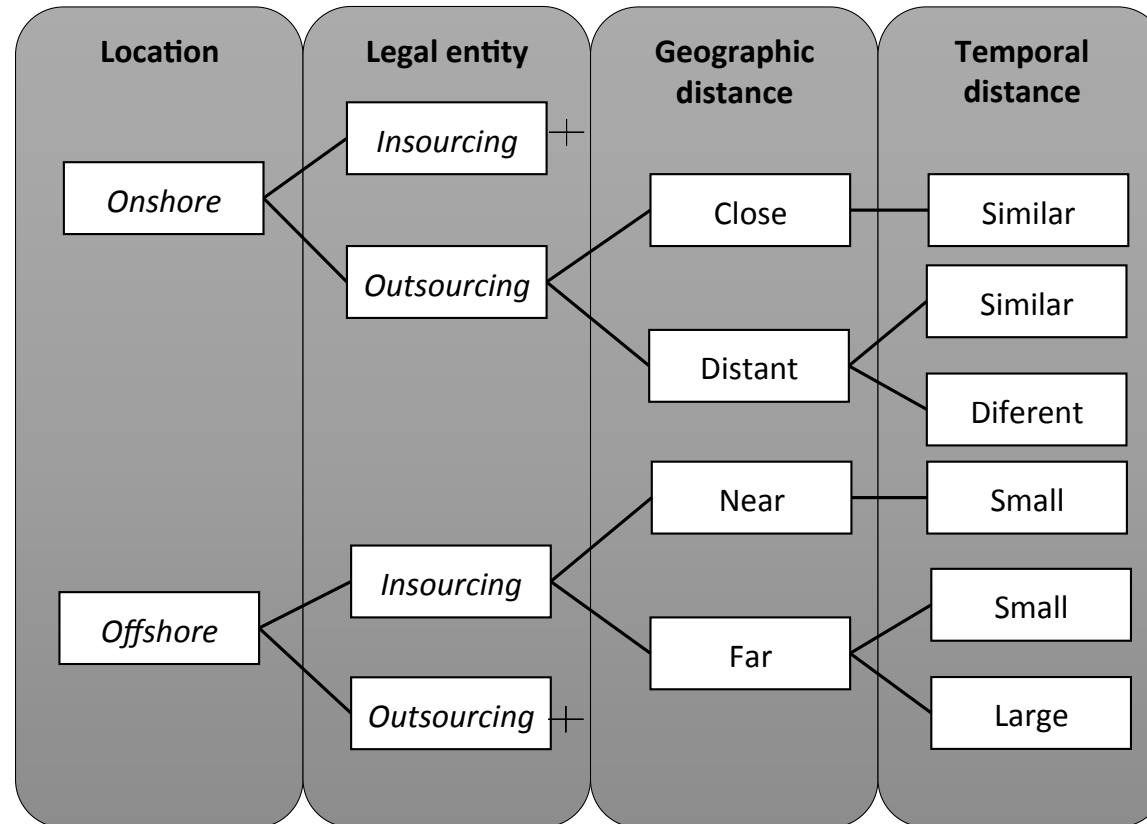 Location
Legal entity
Geographic
distance
Temporal
distance
Onshore
Insourcing
Outsourcing
Close
Similar
Distant
Similar
Diferent
Offshore
Insourcing
Outsourcing
Near
Small
Far
Small
Large